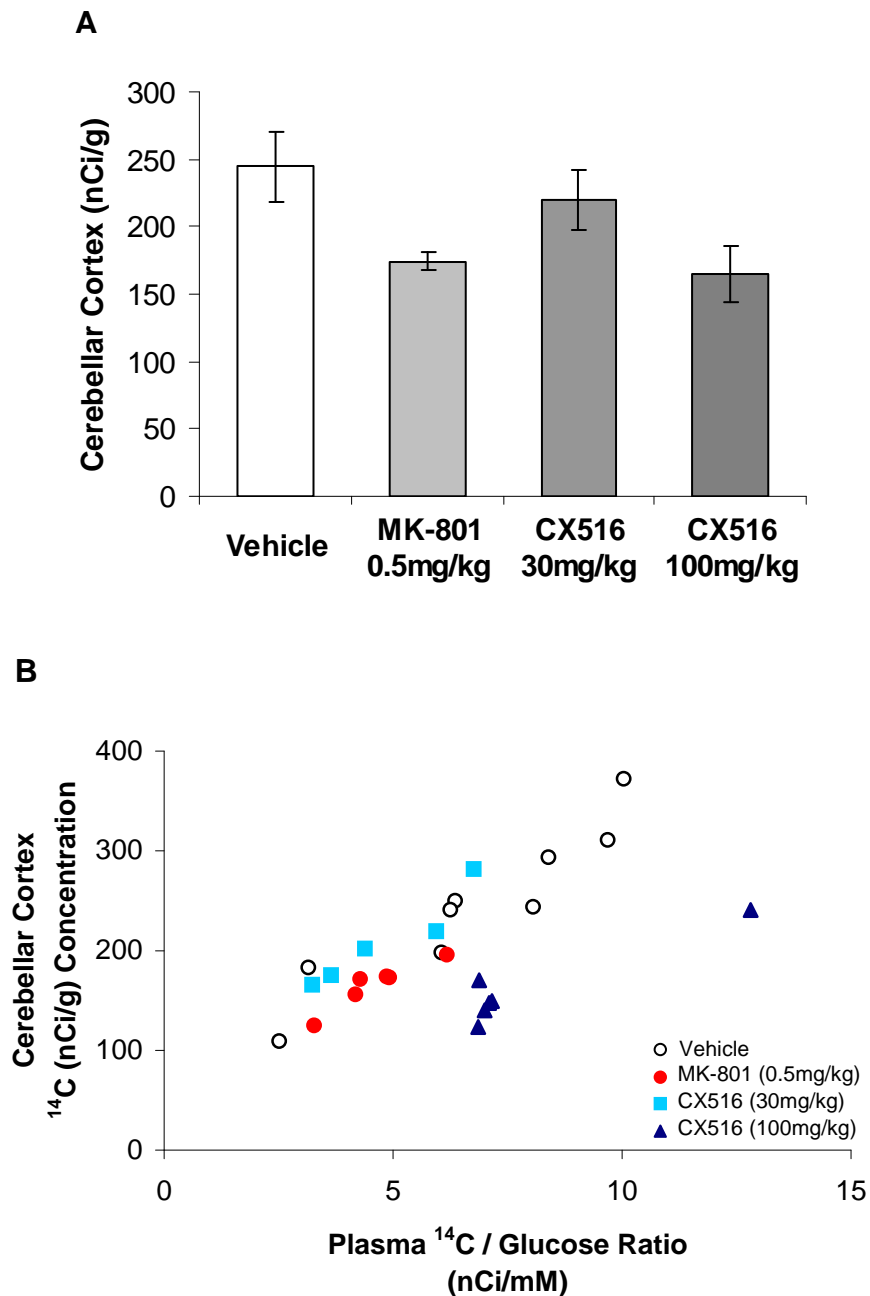 A
Cerebellar Cortex (nCi/g)
300
250
200
150
100
50
0
Vehicle
MK-801
0.5mg/kg
CX516
30mg/kg
CX516
100mg/kg
B
Cerebellar Cortex
¹⁴C (nCi/g) Concentration
400
300
200
100
0
Vehicle
MK-801 (0.5mg/kg)
CX516 (30mg/kg)
CX516 (100mg/kg)
0 5 10 15
Plasma ¹⁴C / Glucose Ratio
(nCi/mM)